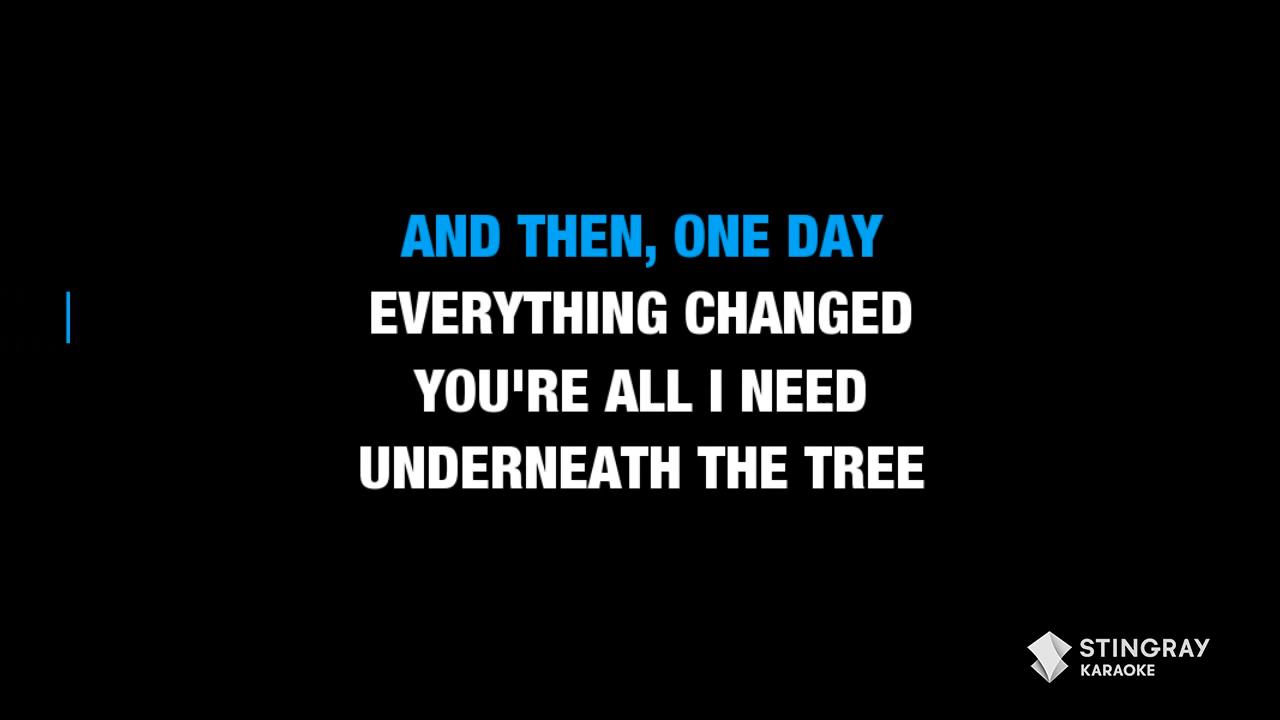 AND THEN, ONE DAY
EVERYTHING CHANGED
YOU'RE ALL I NEED
UNDERNEATH THE TREE
STINGRAY
KARAOKE